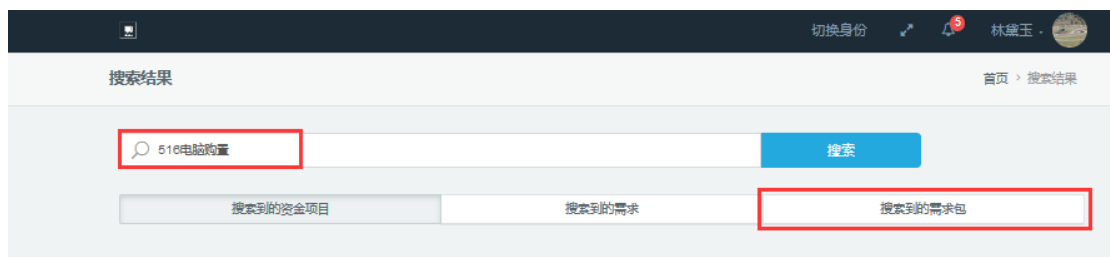 切换身份 5 林黛玉
搜索结果 首页 > 搜索结果
516电脑购置 搜索
搜索到的资金项目 搜索到的需求 搜索到的需求包